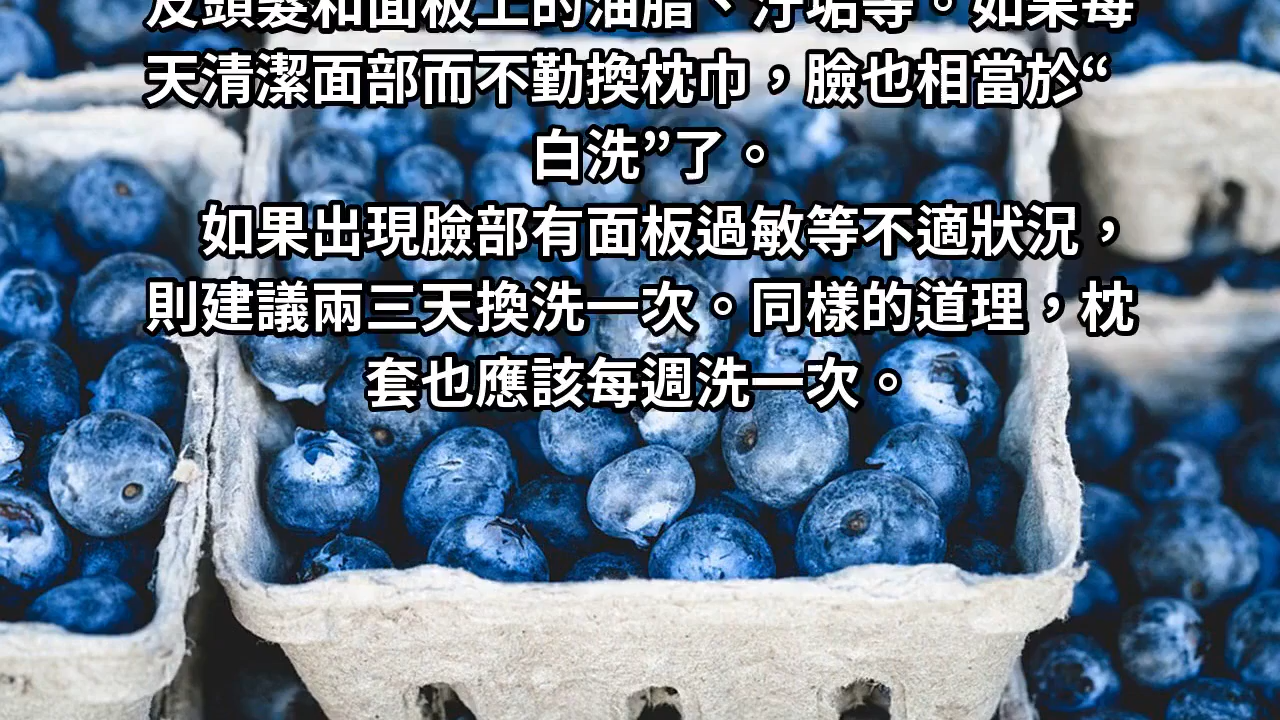 及頭髮和面板上的油脂、汙垢等。如果每
天清潔面部而不勤換枕巾，臉也相當於“
白洗”了。
如果出現臉部有面板過敏等不適狀況，
則建議兩三天換洗一次。同樣的道理，枕
套也應該每週洗一次。